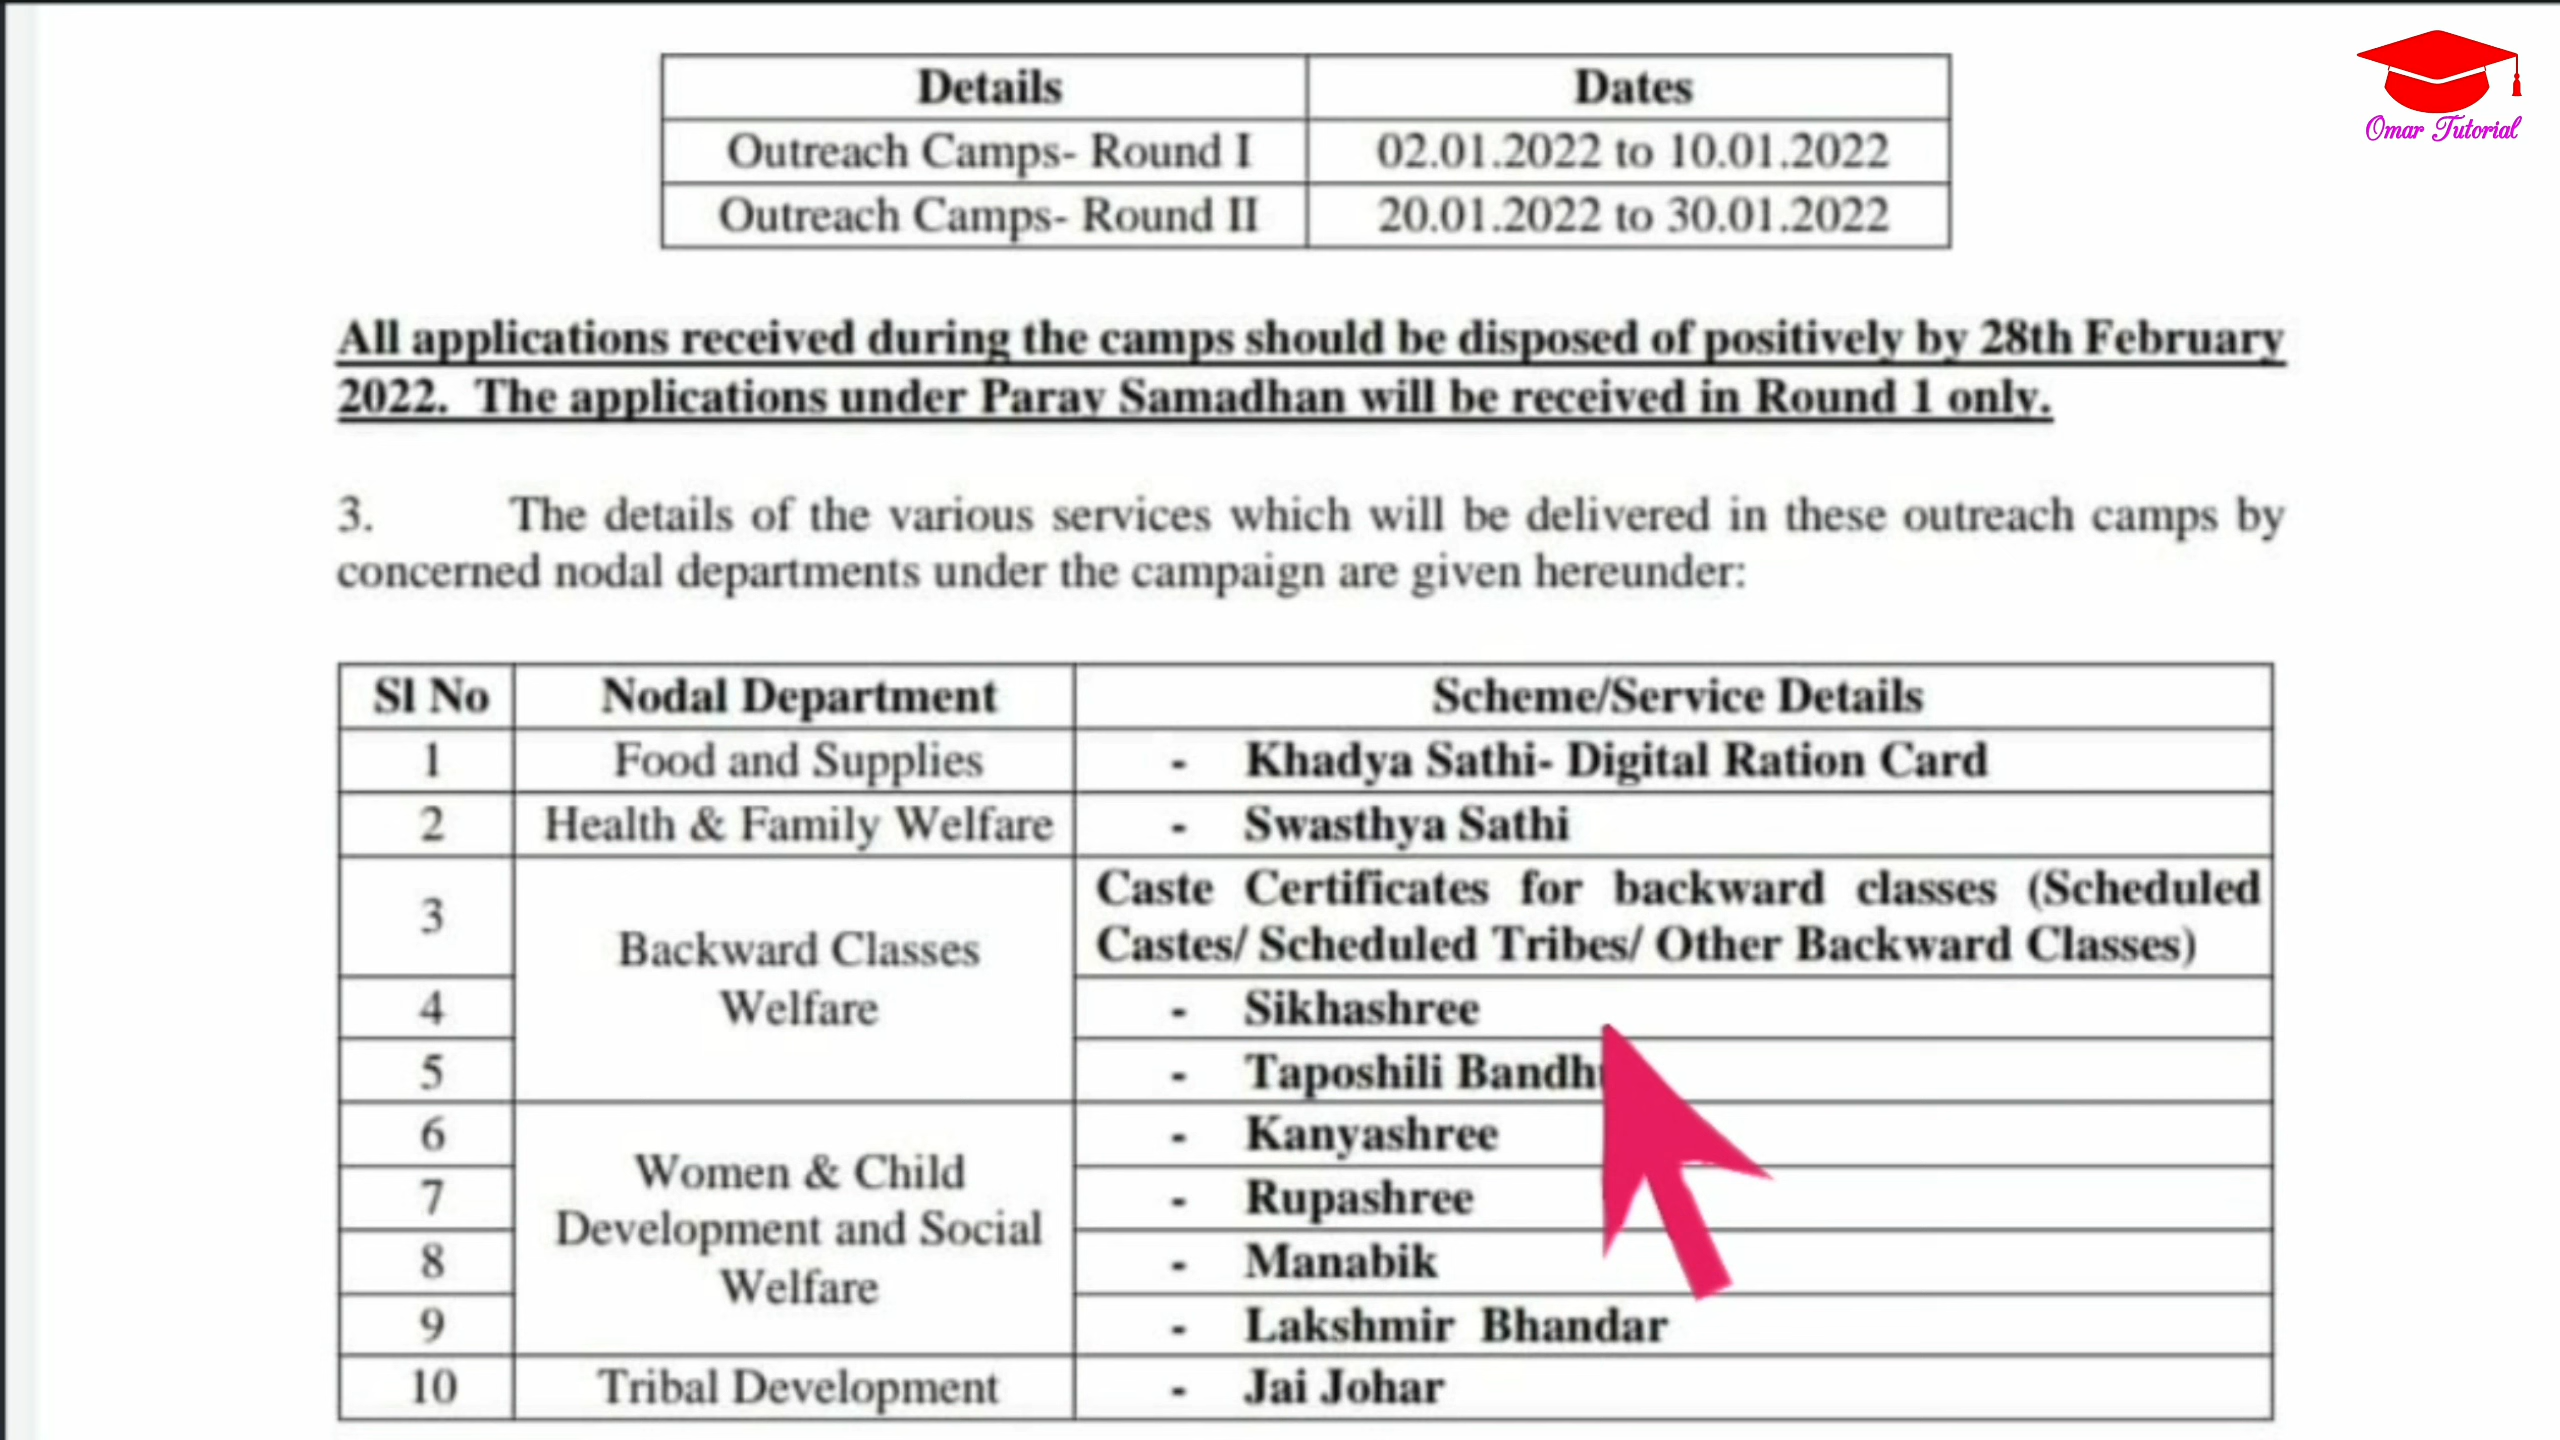 Omar Tutorial
Details Dates
Outreach Camps- Round I 02.01.2022 to 10.01.2022
Outreach Camps- Round II 20.01.2022 to 30.01.2022
All applications received during the camps should be disposed of positively by 28th February
2022. The applications under Paray Samadhan will be received in Round 1 only.
3. The details of the various services which will be delivered in these outreach camps by
concerned nodal departments under the campaign are given hereunder:
Sl No Nodal Department Scheme/Service Details
1 Food and Supplies - Khadya Sathi- Digital Ration Card
2 Health & Family Welfare - Swasthya Sathi
3 Backward Classes Welfare Caste Certificates for backward classes (Scheduled
Castes/ Scheduled Tribes/ Other Backward Classes)
4 - Sikhashree
5 - Taposhili
6 Women & Child - Kanyashree
7 Development and Social - Rupashree
8 Welfare - Manabik
9 - Lakshmir Bhandar
10 Tribal Development - Jai Johar